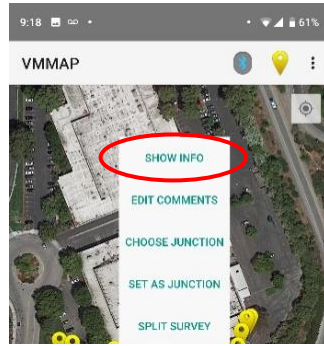 9:18 61%
VMMAP
SHOW INFO
EDIT COMMENTS
CHOOSE JUNCTION
SET AS JUNCTION
SPLIT SURVEY